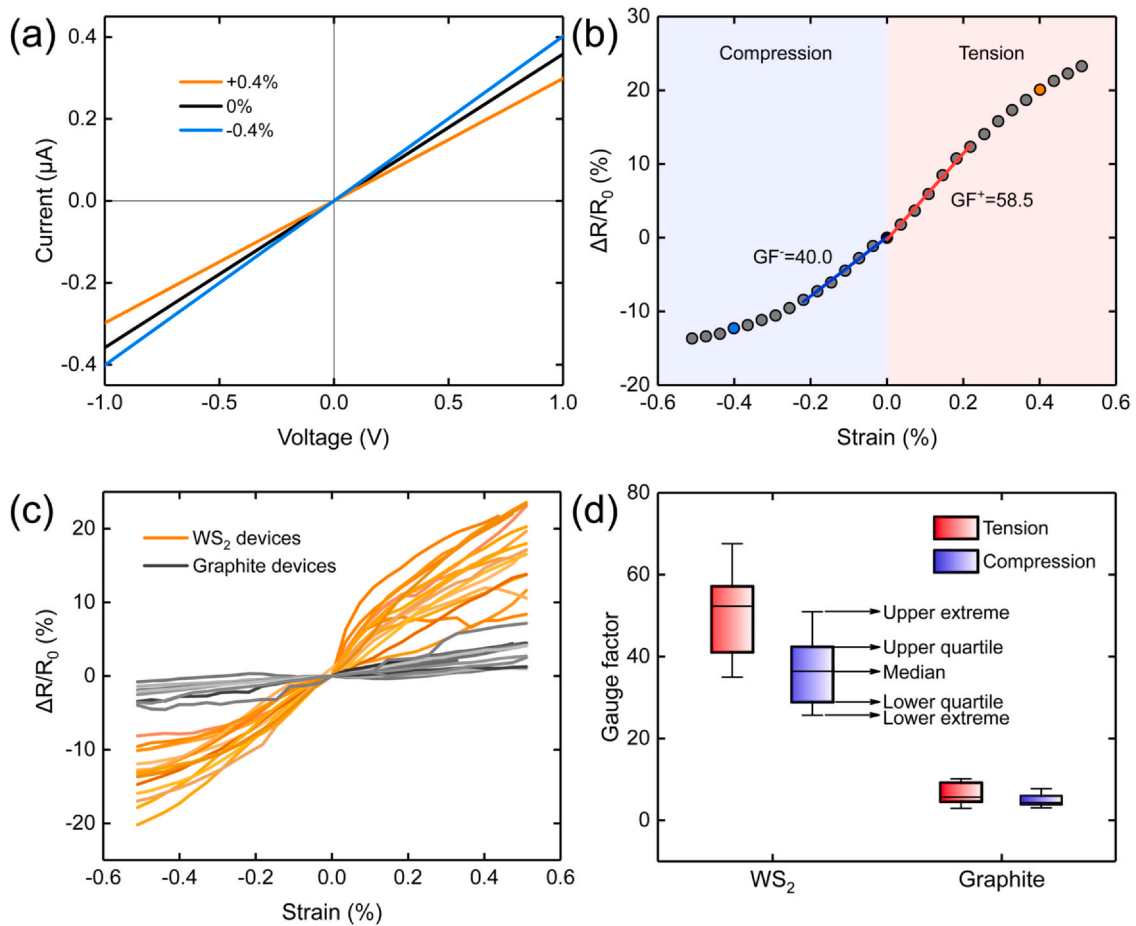 (a)
0.4
0.2
0.0
-0.2
-0.4
Current (μA)
+0.4%
0%
-0.4%
-1.0
-0.5
0.0
0.5
1.0
Voltage (V)
(b)
30
20
10
0
-10
-20
ΔR/R₀ (%)
Compression
Tension
GF⁺=58.5
GF⁻=40.0
-0.6
-0.4
-0.2
0.0
0.2
0.4
0.6
Strain (%)
(c)
20
10
0
-10
-20
ΔR/R₀ (%)
WS₂ devices
Graphite devices
-0.6
-0.4
-0.2
0.0
0.2
0.4
0.6
Strain (%)
(d)
80
60
40
20
0
Gauge factor
Tension
Compression
Upper extreme
Upper quartile
Median
Lower quartile
Lower extreme
WS₂
Graphite